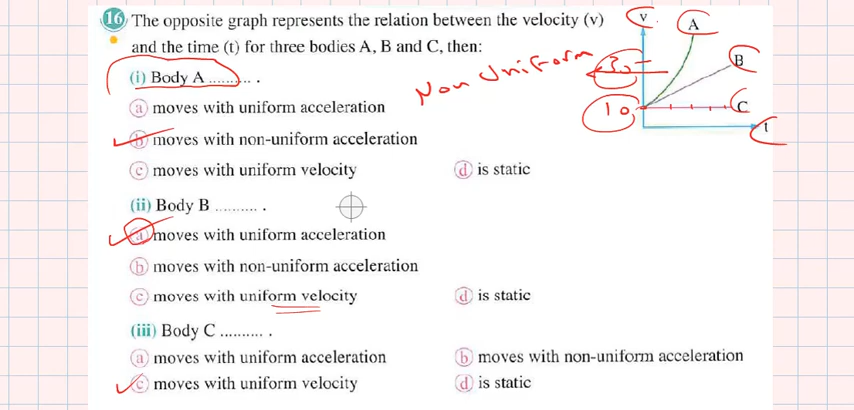 16 The opposite graph represents the relation between the velocity (v)
and the time (t) for three bodies A, B and C, then:
(i) Body A .......... .
Non Uniform
a moves with uniform acceleration
b moves with non-uniform acceleration
c moves with uniform velocity
d is static
(ii) Body B .......... .
a moves with uniform acceleration
b moves with non-uniform acceleration
c moves with uniform velocity
d is static
(iii) Body C .......... .
a moves with uniform acceleration
b moves with non-uniform acceleration
c moves with uniform velocity
d is static
v
A
B
C
t
10